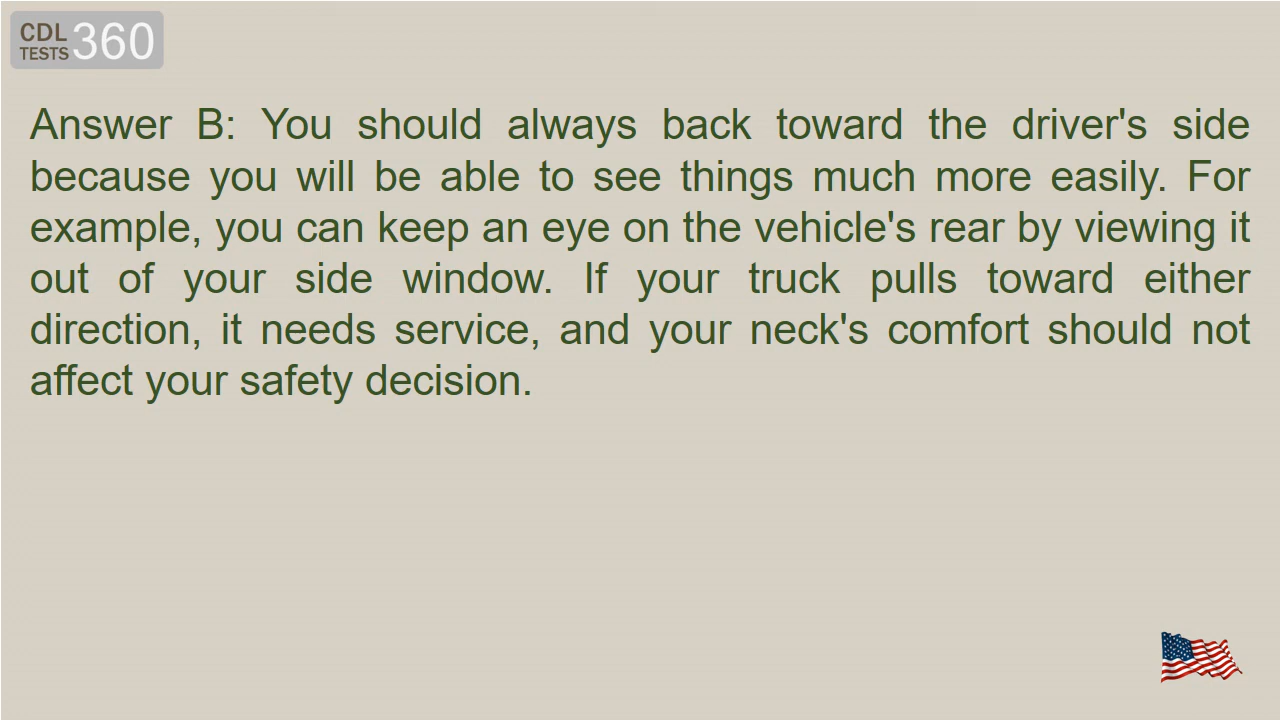 CDL
TESTS 360
Answer B: You should always back toward the driver's side
because you will be able to see things much more easily. For
example, you can keep an eye on the vehicle's rear by viewing it
out of your side window. If your truck pulls toward either
direction, it needs service, and your neck's comfort should not
affect your safety decision.